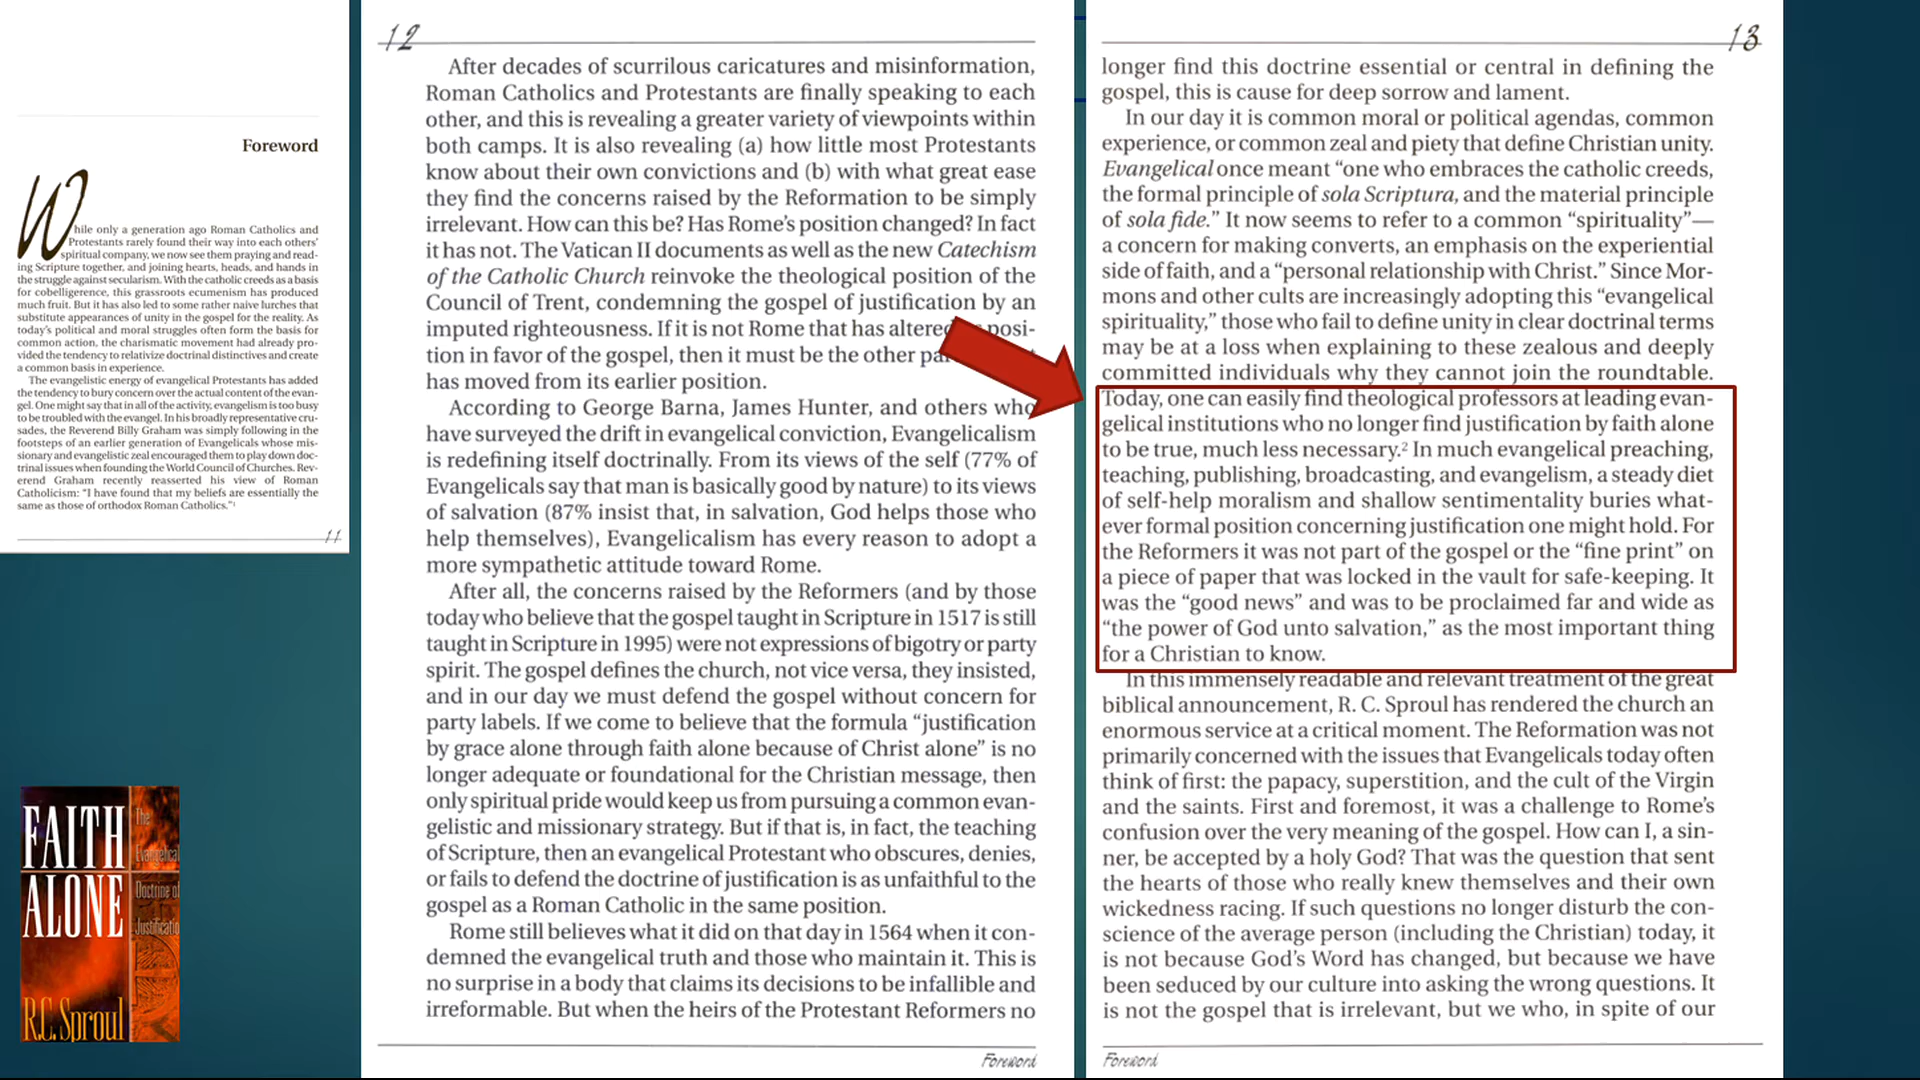 Foreword
While only a generation ago Roman Catholics and
Protestants rarely found their way into each others'
spiritual company, we now see them praying and read-
ing Scripture together, and joining hearts, heads, and hands in
the struggle against secularism. With the catholic creeds as a basis
for cobelligerence, this grassroots ecumenism has produced
much fruit. But it has also led to some rather naive lurches that
substitute appearances of unity in the gospel for the reality. As
today's political and moral struggles often form the basis for
common action, the charismatic movement had already pro-
vided the tendency to relativize doctrinal distinctives and create
a common basis in experience.
The evangelistic energy of evangelical Protestants has added
the tendency to bury concern over the actual content of the evan-
gel. One might say that in all of the activity, evangelism is too busy
to be troubled with the evangel. In his broadly representative cru-
sades, the Reverend Billy Graham was simply following in the
footsteps of an earlier generation of Evangelicals whose mis-
sionary and evangelistic zeal encouraged them to play down doc-
trinal issues when founding the World Council of Churches. Rev-
erend Graham recently reasserted his view of Roman
Catholicism: "I have found that my beliefs are essentially the
same as those of orthodox Roman Catholics."¹
11
FAITH
ALONE
The
Evangelical
Doctrine of
Justificatio
R.C. Sproul
12
After decades of scurrilous caricatures and misinformation,
Roman Catholics and Protestants are finally speaking to each
other, and this is revealing a greater variety of viewpoints within
both camps. It is also revealing (a) how little most Protestants
know about their own convictions and (b) with what great ease
they find the concerns raised by the Reformation to be simply
irrelevant. How can this be? Has Rome's position changed? In fact
it has not. The Vatican II documents as well as the new Catechism
of the Catholic Church reinvoke the theological position of the
Council of Trent, condemning the gospel of justification by an
imputed righteousness. If it is not Rome that has altered posi-
tion in favor of the gospel, then it must be the other pa
has moved from its earlier position.
According to George Barna, James Hunter, and others who
have surveyed the drift in evangelical conviction, Evangelicalism
is redefining itself doctrinally. From its views of the self (77% of
Evangelicals say that man is basically good by nature) to its views
of salvation (87% insist that, in salvation, God helps those who
help themselves), Evangelicalism has every reason to adopt a
more sympathetic attitude toward Rome.
After all, the concerns raised by the Reformers (and by those
today who believe that the gospel taught in Scripture in 1517 is still
taught in Scripture in 1995) were not expressions of bigotry or party
spirit. The gospel defines the church, not vice versa, they insisted,
and in our day we must defend the gospel without concern for
party labels. If we come to believe that the formula "justification
by grace alone through faith alone because of Christ alone" is no
longer adequate or foundational for the Christian message, then
only spiritual pride would keep us from pursuing a common evan-
gelistic and missionary strategy. But if that is, in fact, the teaching
of Scripture, then an evangelical Protestant who obscures, denies,
or fails to defend the doctrine of justification is as unfaithful to the
gospel as a Roman Catholic in the same position.
Rome still believes what it did on that day in 1564 when it con-
demned the evangelical truth and those who maintain it. This is
no surprise in a body that claims its decisions to be infallible and
irreformable. But when the heirs of the Protestant Reformers no
Foreword
13
longer find this doctrine essential or central in defining the
gospel, this is cause for deep sorrow and lament.
In our day it is common moral or political agendas, common
experience, or common zeal and piety that define Christian unity.
Evangelical once meant "one who embraces the catholic creeds,
the formal principle of sola Scriptura, and the material principle
of sola fide." It now seems to refer to a common "spirituality"—
a concern for making converts, an emphasis on the experiential
side of faith, and a "personal relationship with Christ." Since Mor-
mons and other cults are increasingly adopting this "evangelical
spirituality," those who fail to define unity in clear doctrinal terms
may be at a loss when explaining to these zealous and deeply
committed individuals why they cannot join the roundtable.
Today, one can easily find theological professors at leading evan-
gelical institutions who no longer find justification by faith alone
to be true, much less necessary.² In much evangelical preaching,
teaching, publishing, broadcasting, and evangelism, a steady diet
of self-help moralism and shallow sentimentality buries what-
ever formal position concerning justification one might hold. For
the Reformers it was not part of the gospel or the "fine print" on
a piece of paper that was locked in the vault for safe-keeping. It
was the "good news" and was to be proclaimed far and wide as
"the power of God unto salvation," as the most important thing
for a Christian to know.
In this immensely readable and relevant treatment of the great
biblical announcement, R. C. Sproul has rendered the church an
enormous service at a critical moment. The Reformation was not
primarily concerned with the issues that Evangelicals today often
think of first: the papacy, superstition, and the cult of the Virgin
and the saints. First and foremost, it was a challenge to Rome's
confusion over the very meaning of the gospel. How can I, a sin-
ner, be accepted by a holy God? That was the question that sent
the hearts of those who really knew themselves and their own
wickedness racing. If such questions no longer disturb the con-
science of the average person (including the Christian) today, it
is not because God's Word has changed, but because we have
been seduced by our culture into asking the wrong questions. It
is not the gospel that is irrelevant, but we who, in spite of our
Foreword